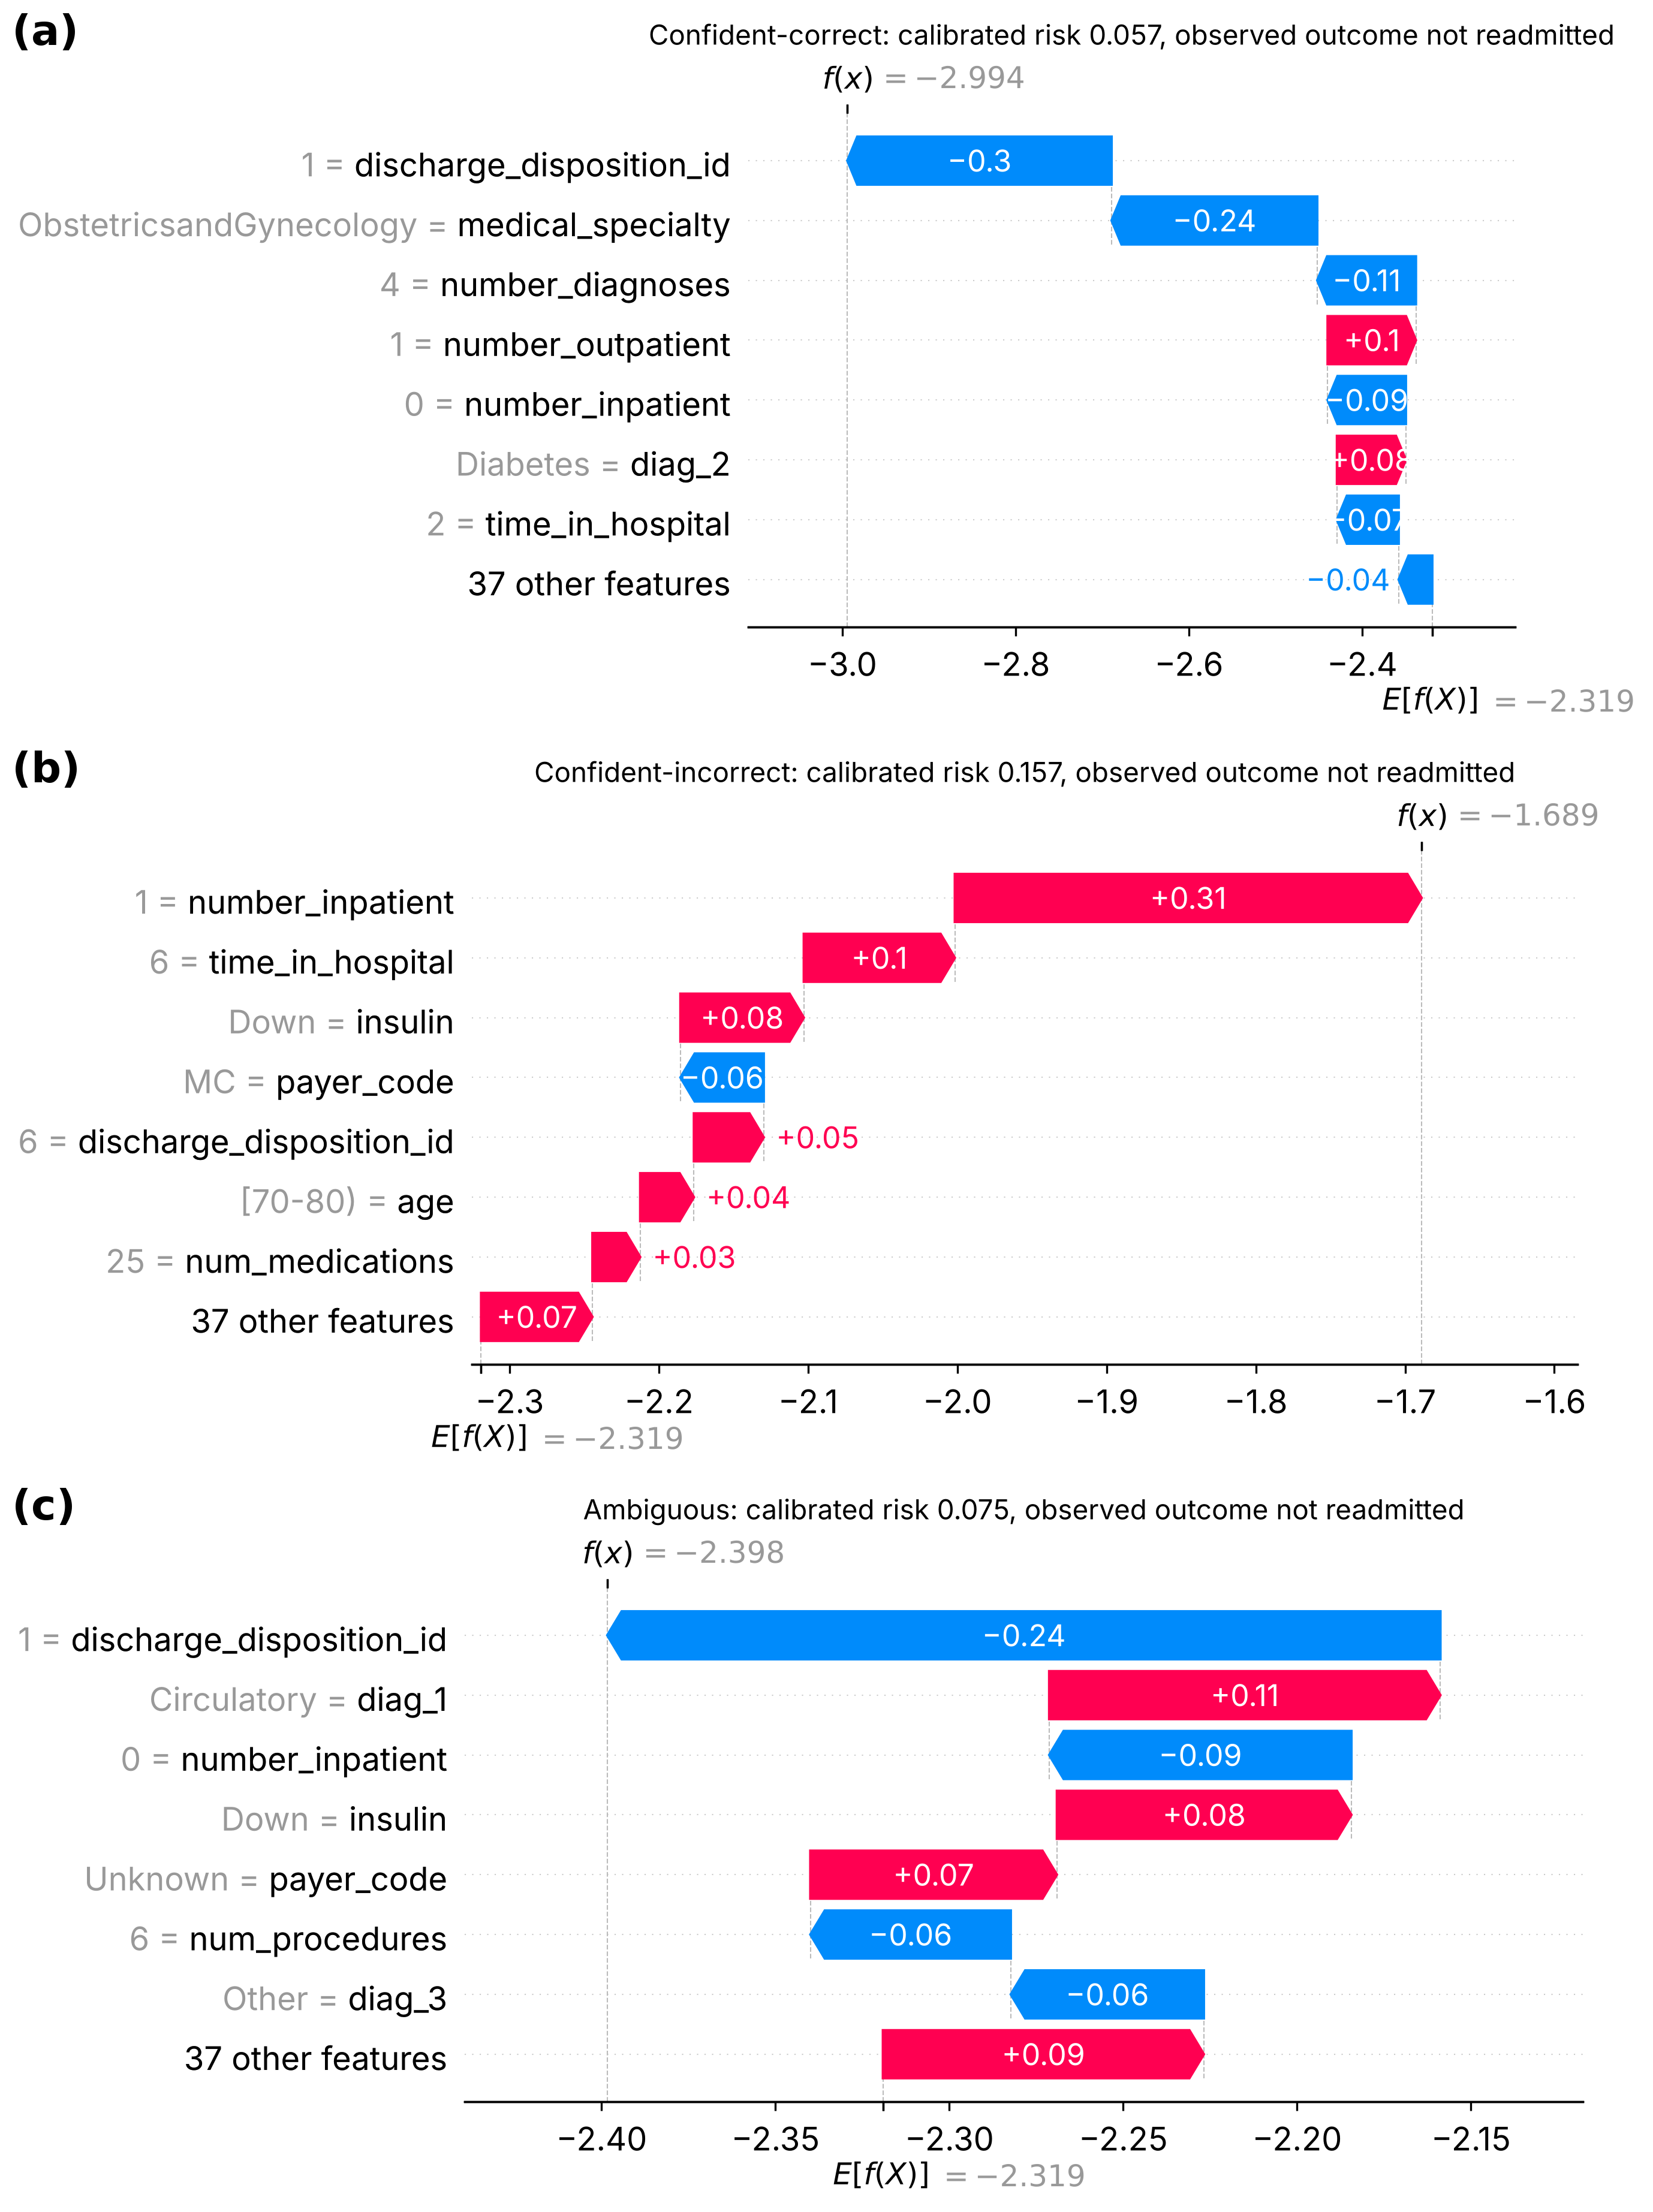 (a)
Confident-correct: calibrated risk 0.057, observed outcome not readmitted
f(x) = −2.994
1 = discharge_disposition_id
−0.3
ObstetricsandGynecology = medical_specialty
−0.24
4 = number_diagnoses
−0.11
1 = number_outpatient
+0.1
0 = number_inpatient
−0.09
Diabetes = diag_2
+0.08
2 = time_in_hospital
−0.07
37 other features
−0.04
−3.0 −2.8 −2.6 −2.4
E[f(X)] = −2.319
(b)
Confident-incorrect: calibrated risk 0.157, observed outcome not readmitted
f(x) = −1.689
1 = number_inpatient
+0.31
6 = time_in_hospital
+0.1
Down = insulin
+0.08
MC = payer_code
−0.06
6 = discharge_disposition_id
+0.05
[70-80) = age
+0.04
25 = num_medications
+0.03
37 other features
+0.07
−2.3 −2.2 −2.1 −2.0 −1.9 −1.8 −1.7 −1.6
E[f(X)] = −2.319
(c)
Ambiguous: calibrated risk 0.075, observed outcome not readmitted
f(x) = −2.398
1 = discharge_disposition_id
−0.24
Circulatory = diag_1
+0.11
0 = number_inpatient
−0.09
Down = insulin
+0.08
Unknown = payer_code
+0.07
6 = num_procedures
−0.06
Other = diag_3
−0.06
37 other features
+0.09
−2.40 −2.35 −2.30 −2.25 −2.20 −2.15
E[f(X)] = −2.319